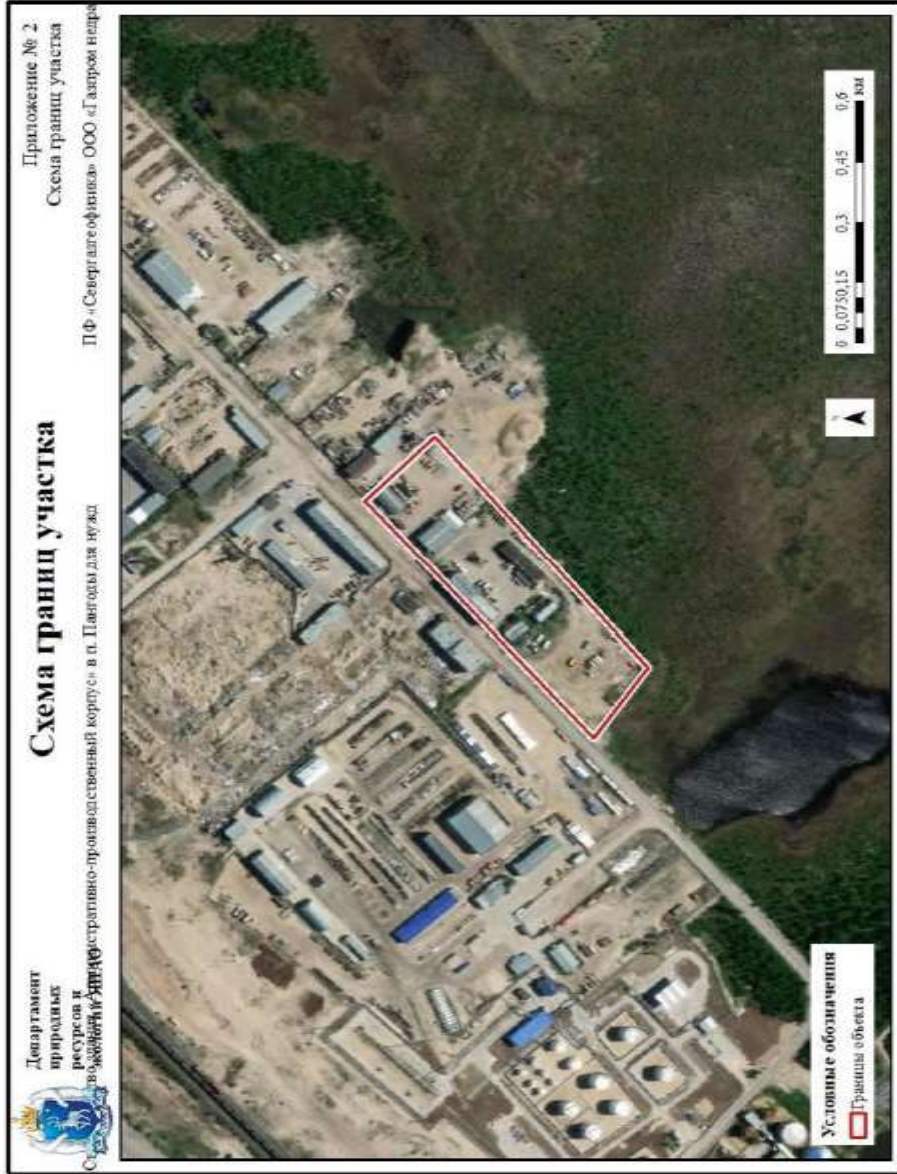 Департамент
природных
ресурсов и
экологии ЯНАО
Схема границ участка
Приложение № 2
Схема границ участка
административно-производственный корпус» в п. Пангоды для нужд
ПФ «Севергазгеофизика» ООО «Газпром недра
Условные обозначения
Границы объекта
0 0,0750,15 0,3 0,45 0,6
км